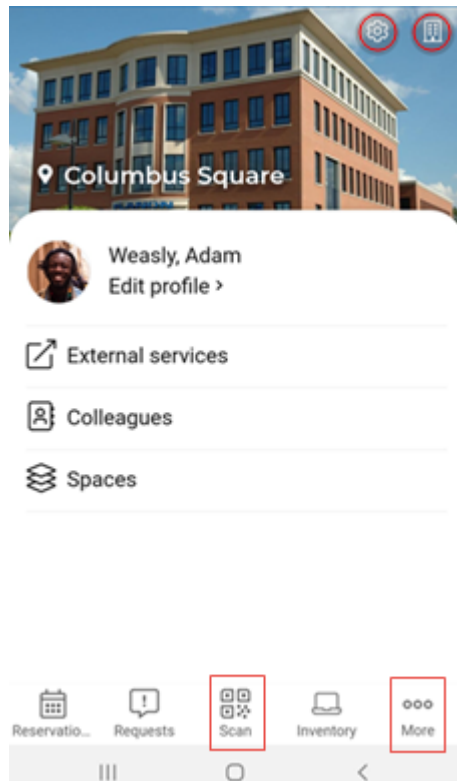 Columbus Square
Weasly, Adam
Edit profile >
External services
Colleagues
Spaces
Reservatio... Requests Scan Inventory More